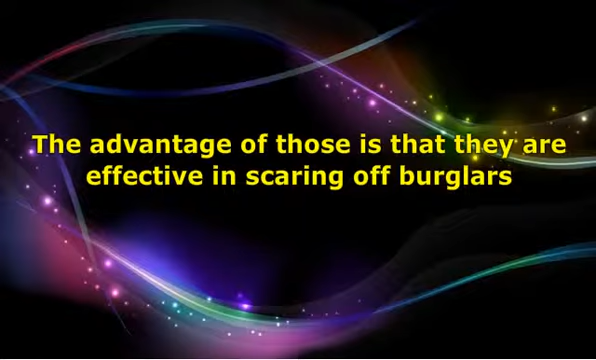 The advantage of those is that they are
effective in scaring off burglars